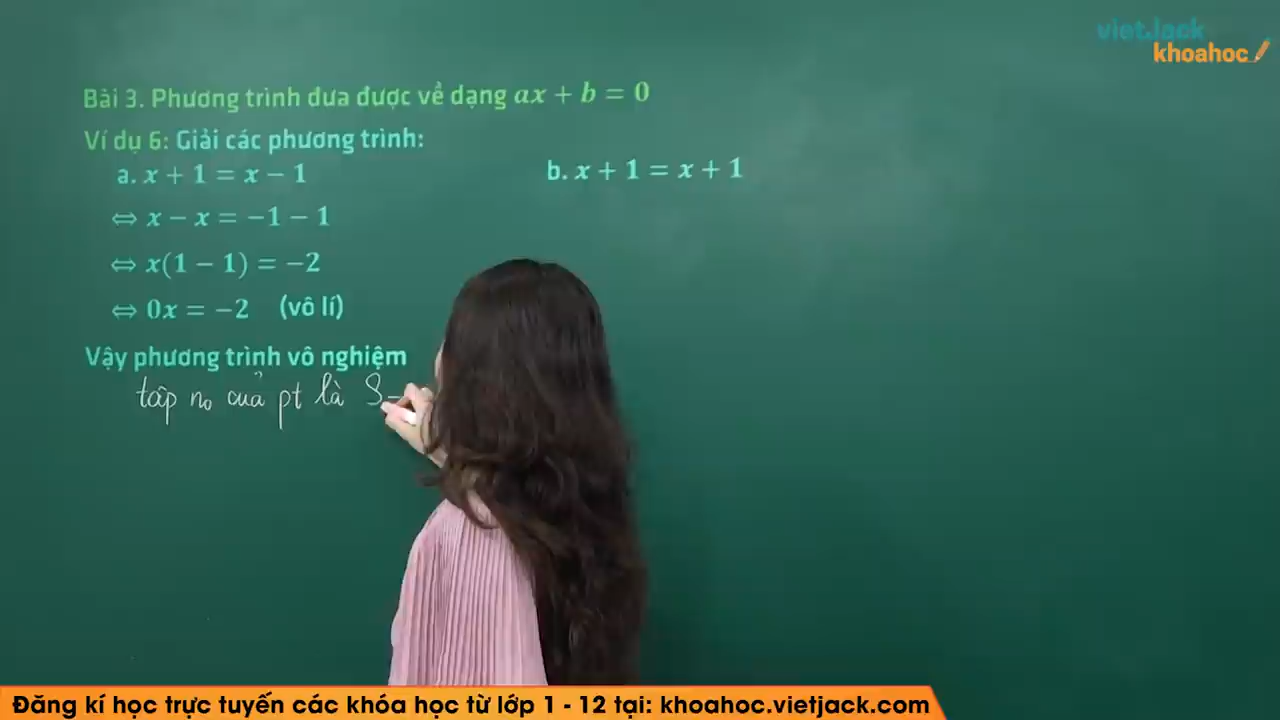 vietJack
khoahoc
Bài 3. Phương trình đưa được về dạng ax + b = 0
Ví dụ 6: Giải các phương trình:
a. x + 1 = x − 1
⇔ x − x = −1 − 1
⇔ x(1 − 1) = −2
⇔ 0x = −2 (vô lí)
Vậy phương trình vô nghiệm
tập no của pt là S =
b. x + 1 = x + 1
Đăng kí học trực tuyến các khóa học từ lớp 1 - 12 tại: khoahoc.vietjack.com